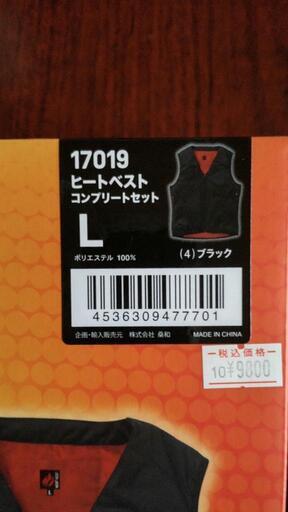 17019
ヒートベスト
コンプリートセット
L
ポリエステル 100%
(4)ブラック
4536309477701
企画・輸入販売元 株式会社 桑和
MADE IN CHINA
税込価格
10¥9800
L